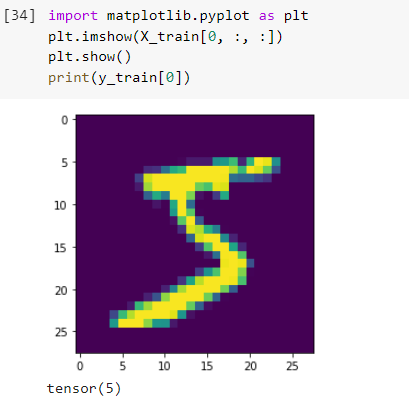 [34] import matplotlib.pyplot as plt
plt.imshow(X_train[0, :, :])
plt.show()
print(y_train[0])
0
5
10
15
20
25
0 5 10 15 20 25
5
tensor(5)